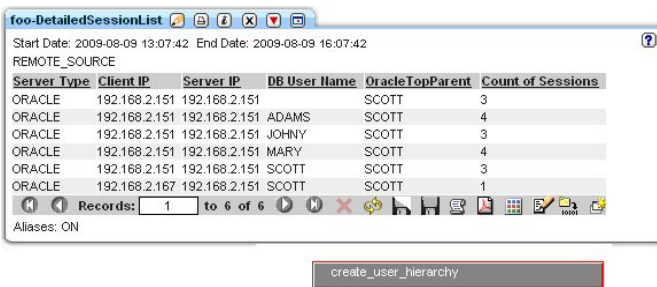 foo-DetailedSessionList
Start Date: 2009-08-09 13:07:42 End Date: 2009-08-09 16:07:42
REMOTE_SOURCE
Server Type Client IP Server IP DB User Name OracleTopParent Count of Sessions
ORACLE 192.168.2.151 192.168.2.151 SCOTT 3
ORACLE 192.168.2.151 192.168.2.151 ADAMS SCOTT 4
ORACLE 192.168.2.151 192.168.2.151 JOHNY SCOTT 3
ORACLE 192.168.2.151 192.168.2.151 MARY SCOTT 4
ORACLE 192.168.2.151 192.168.2.151 SCOTT SCOTT 3
ORACLE 192.168.2.167 192.168.2.151 SCOTT SCOTT 1
Records: 1 to 6 of 6
Aliases: ON
create_user_hierarchy